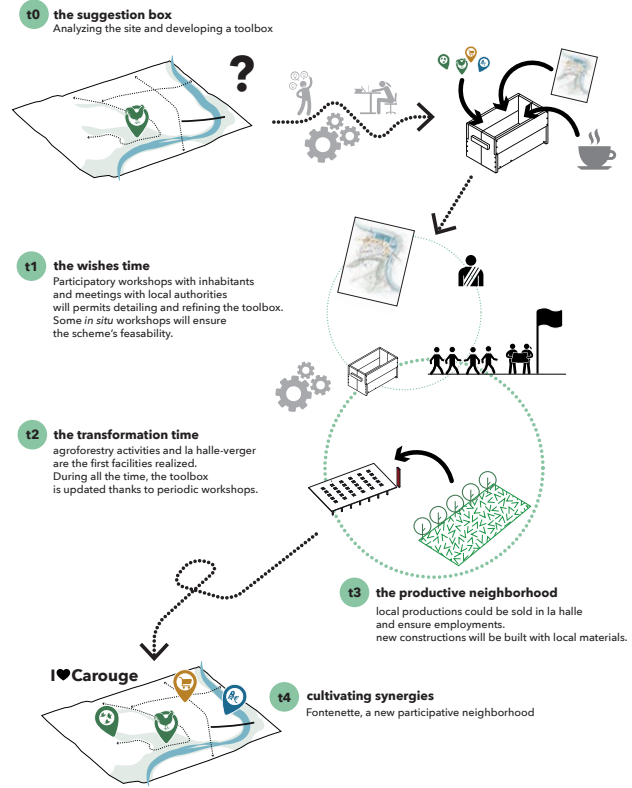 t0 the suggestion box
Analyzing the site and developing a toolbox
?
t1 the wishes time
Participatory workshops with inhabitants
and meetings with local authorities
will permits detailing and refining the toolbox.
Some in situ workshops will ensure
the scheme's feasability.
t2 the transformation time
agroforestry activities and la halle-verger
are the first facilities realized.
During all the time, the toolbox
is updated thanks to periodic workshops.
t3 the productive neighborhood
local productions could be sold in la halle
and ensure employments.
new constructions will be built with local materials.
I♥Carouge
t4 cultivating synergies
Fontenette, a new participative neighborhood